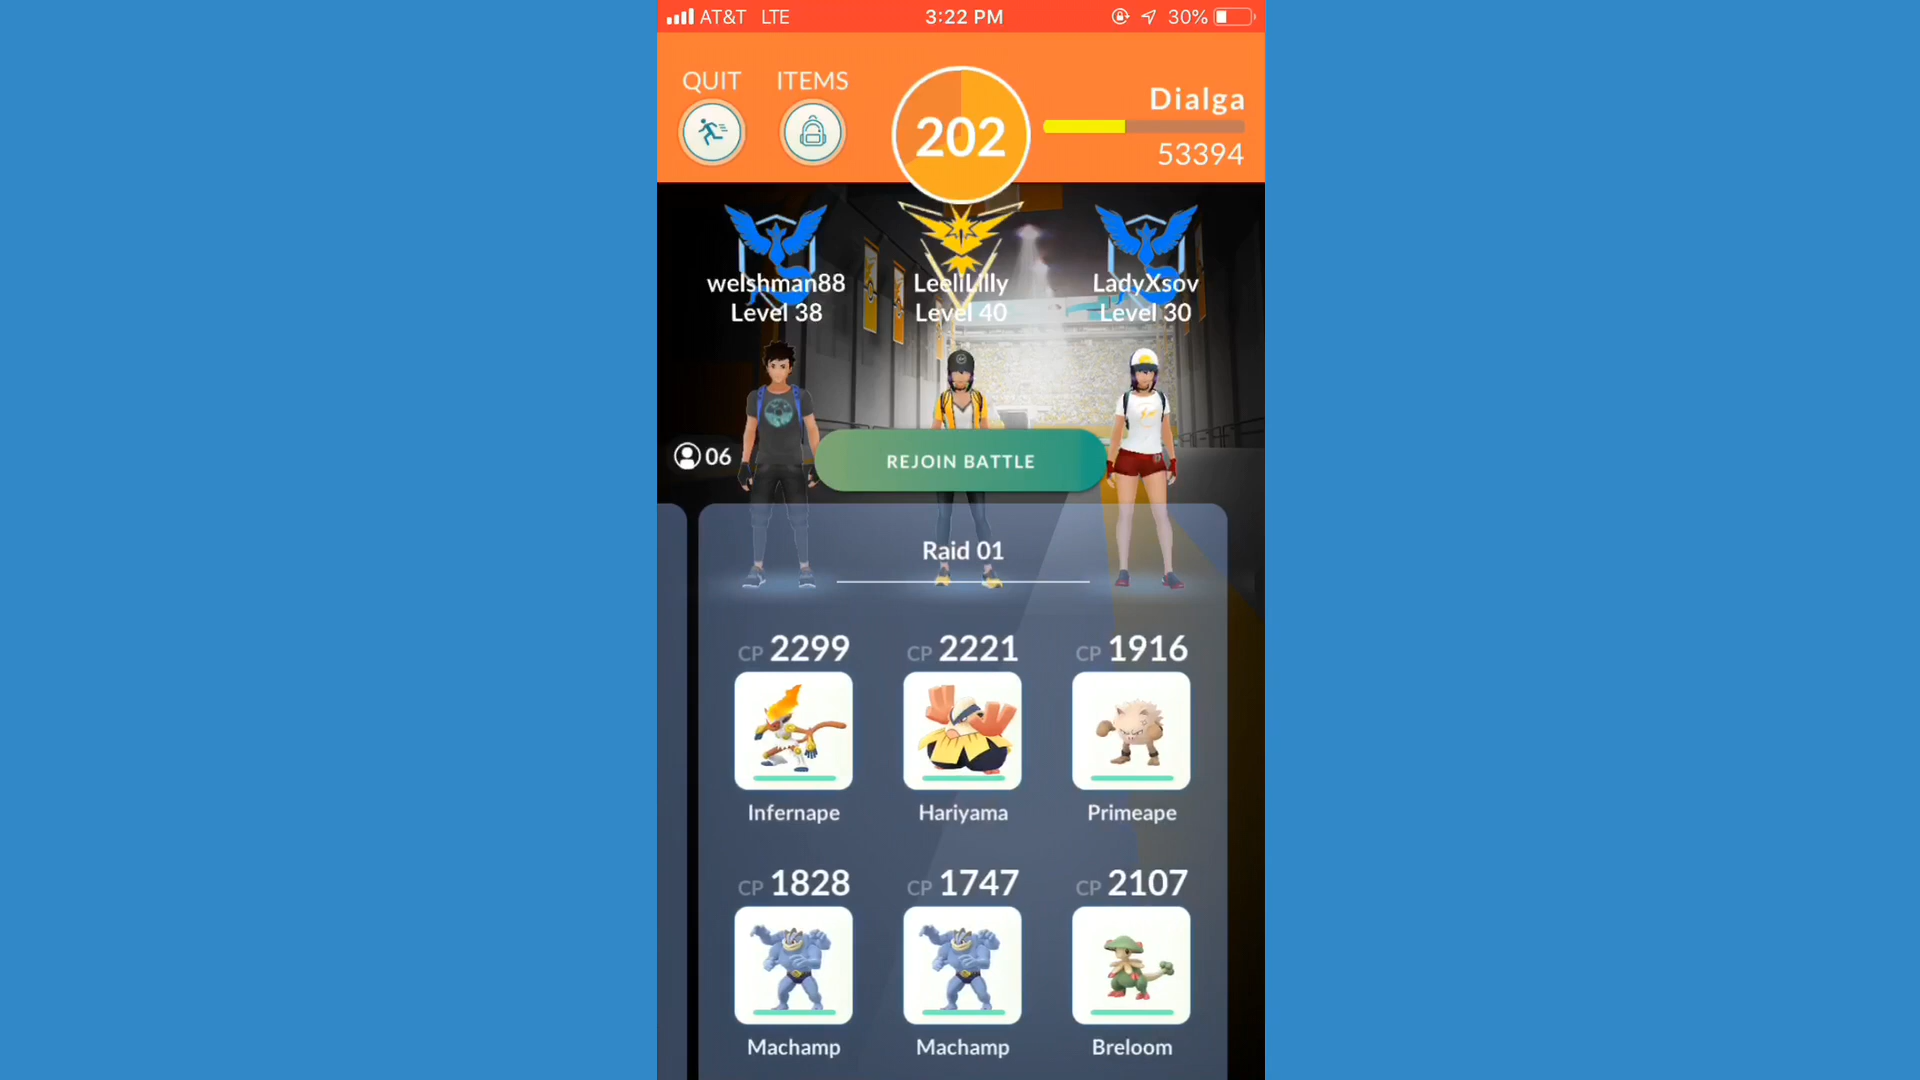 AT&T LTE 3:22 PM 30%
QUIT ITEMS
202
Dialga
53394
welshman88 LeeliLilly LadyXsov
Level 38 Level 40 Level 30
06
REJOIN BATTLE
Raid 01
CP 2299 CP 2221 CP 1916
Infernape Hariyama Primeape
CP 1828 CP 1747 CP 2107
Machamp Machamp Breloom